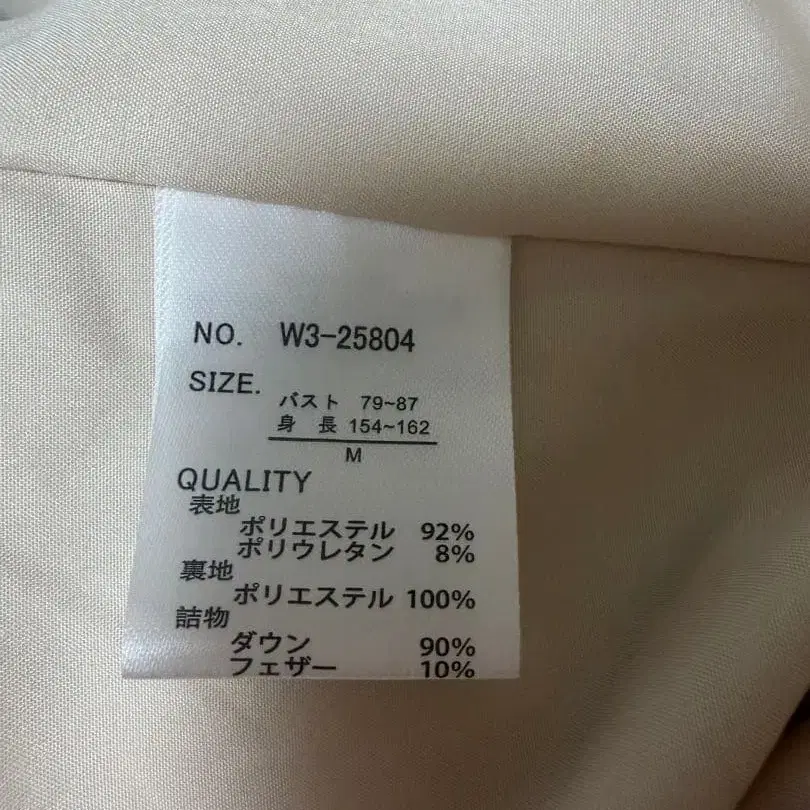 NO. W3-25804
SIZE. バスト 79~87
身 長 154~162
M
QUALITY
表地
ポリエステル 92%
ポリウレタン 8%
裏地
ポリエステル 100%
詰物
ダウン 90%
フェザー 10%